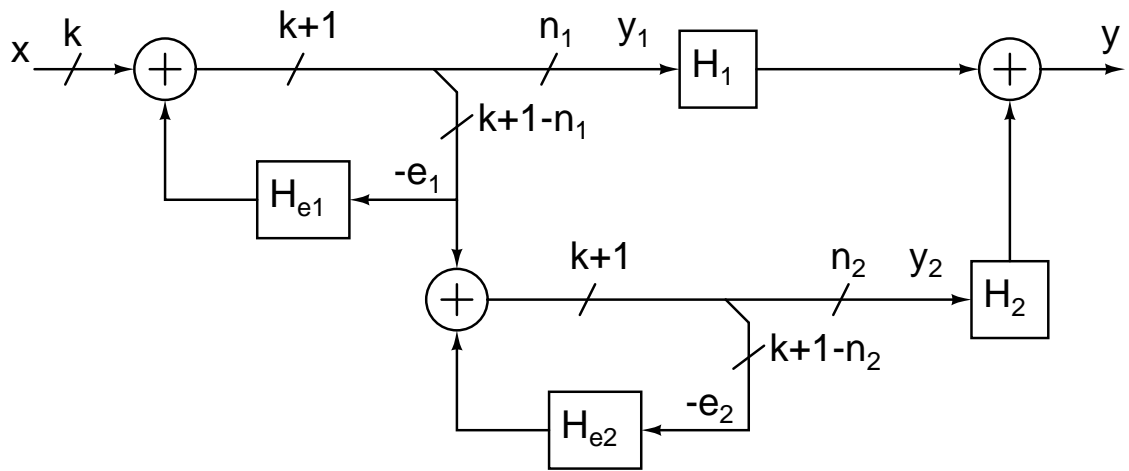 x k + k+1 n₁ y₁ H₁ + y
k+1-n₁
-e₁
Hₑ₁
+ k+1 n₂ y₂ H₂
k+1-n₂
-e₂
Hₑ₂